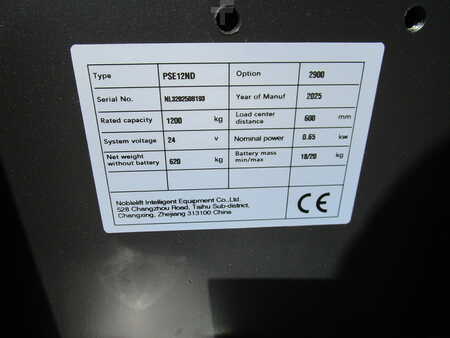 Type PSE12ND Option 2900
Serial No. NL3282508193 Year of Manuf 2025
Rated capacity 1200 kg Load center distance 600 mm
System voltage 24 v Nominal power 0.65 kw
Net weight without battery 620 kg Battery mass min/max 18/20 kg
Noblelift Intelligent Equipment Co.,Ltd.
528 Changzhou Road, Taihu Sub-district,
Changxing, Zhejiang 313100 China
CE